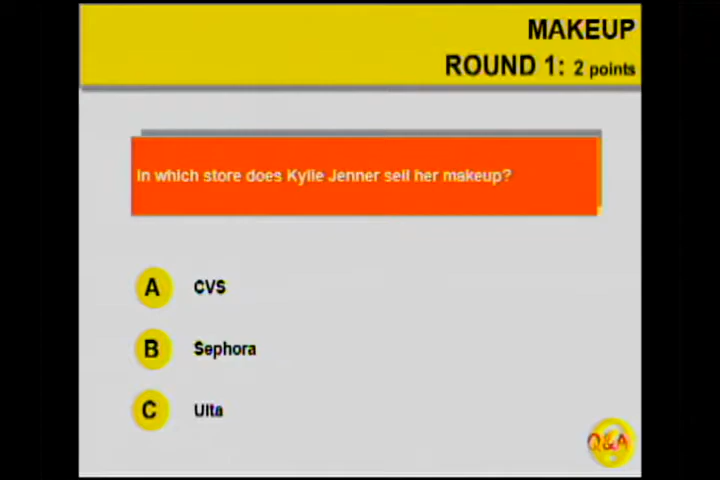 MAKEUP
ROUND 1: 2 points
In which store does Kylie Jenner sell her makeup?
A CVS
B Sephora
C Ulta
Q&A